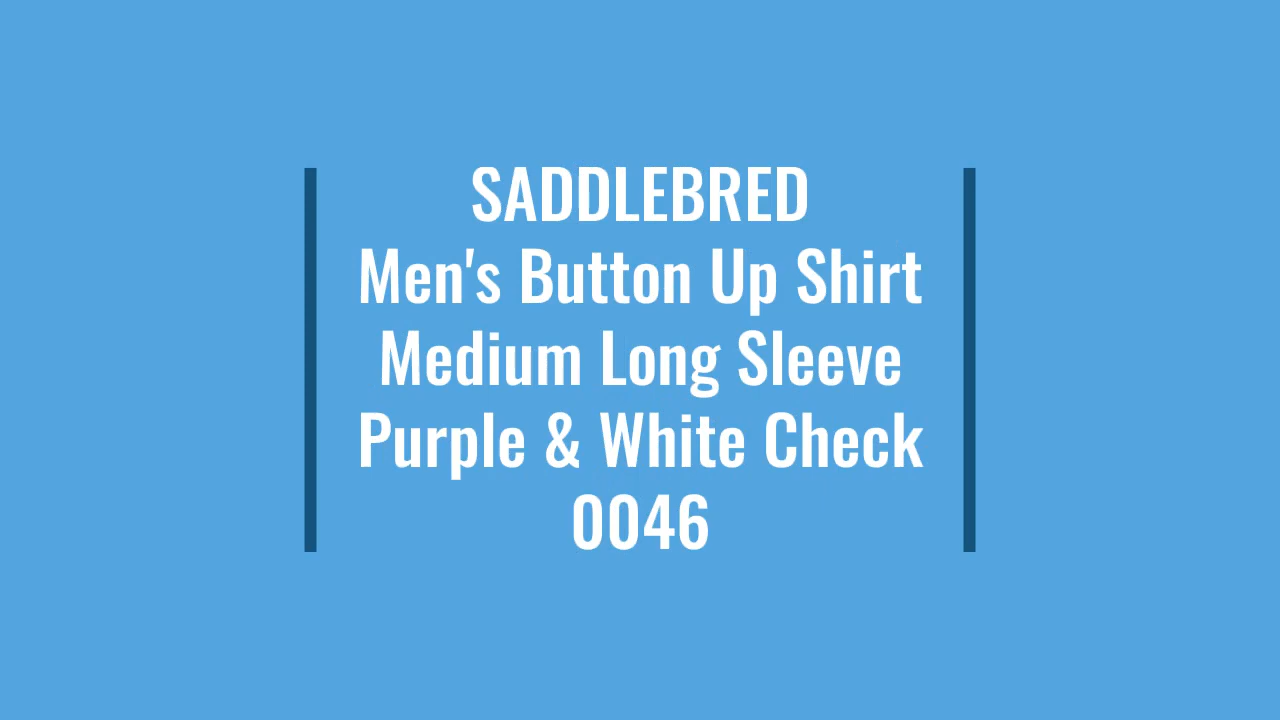 SADDLEBRED
Men's Button Up Shirt
Medium Long Sleeve
Purple & White Check
0046